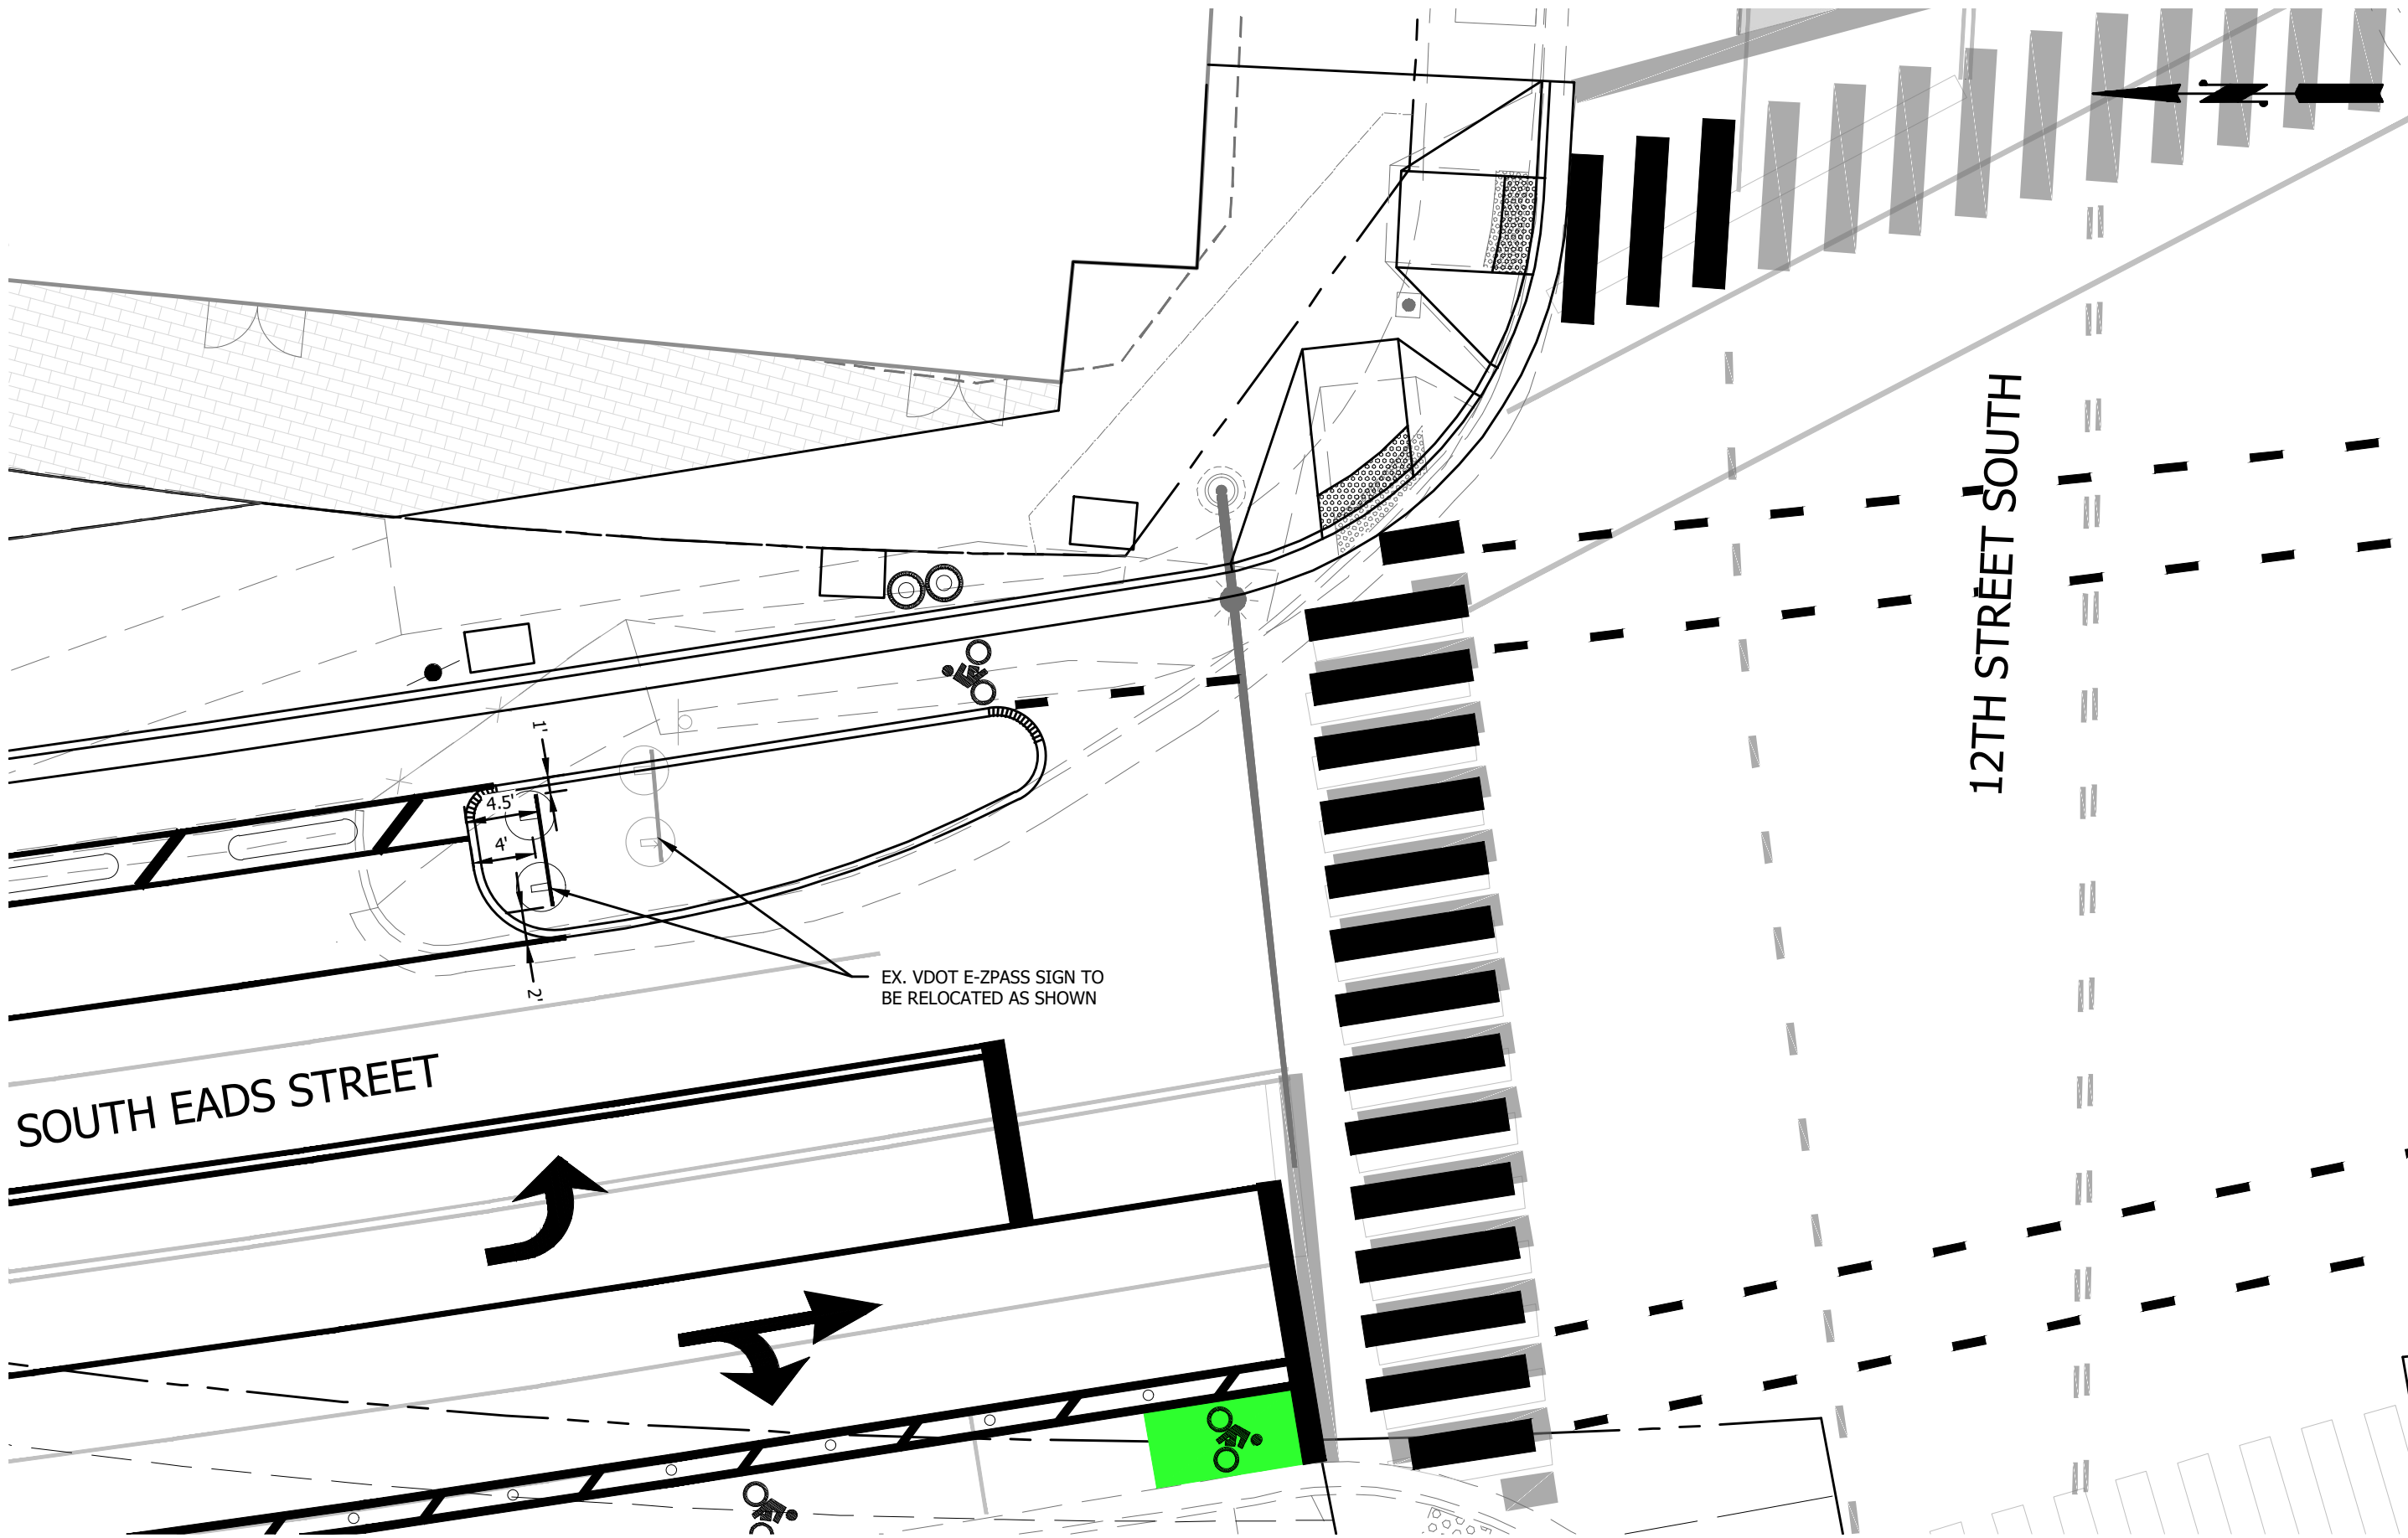 12TH STREET SOUTH
1'
4.5'
4'
2'
EX. VDOT E-ZPASS SIGN TO
BE RELOCATED AS SHOWN
SOUTH EADS STREET